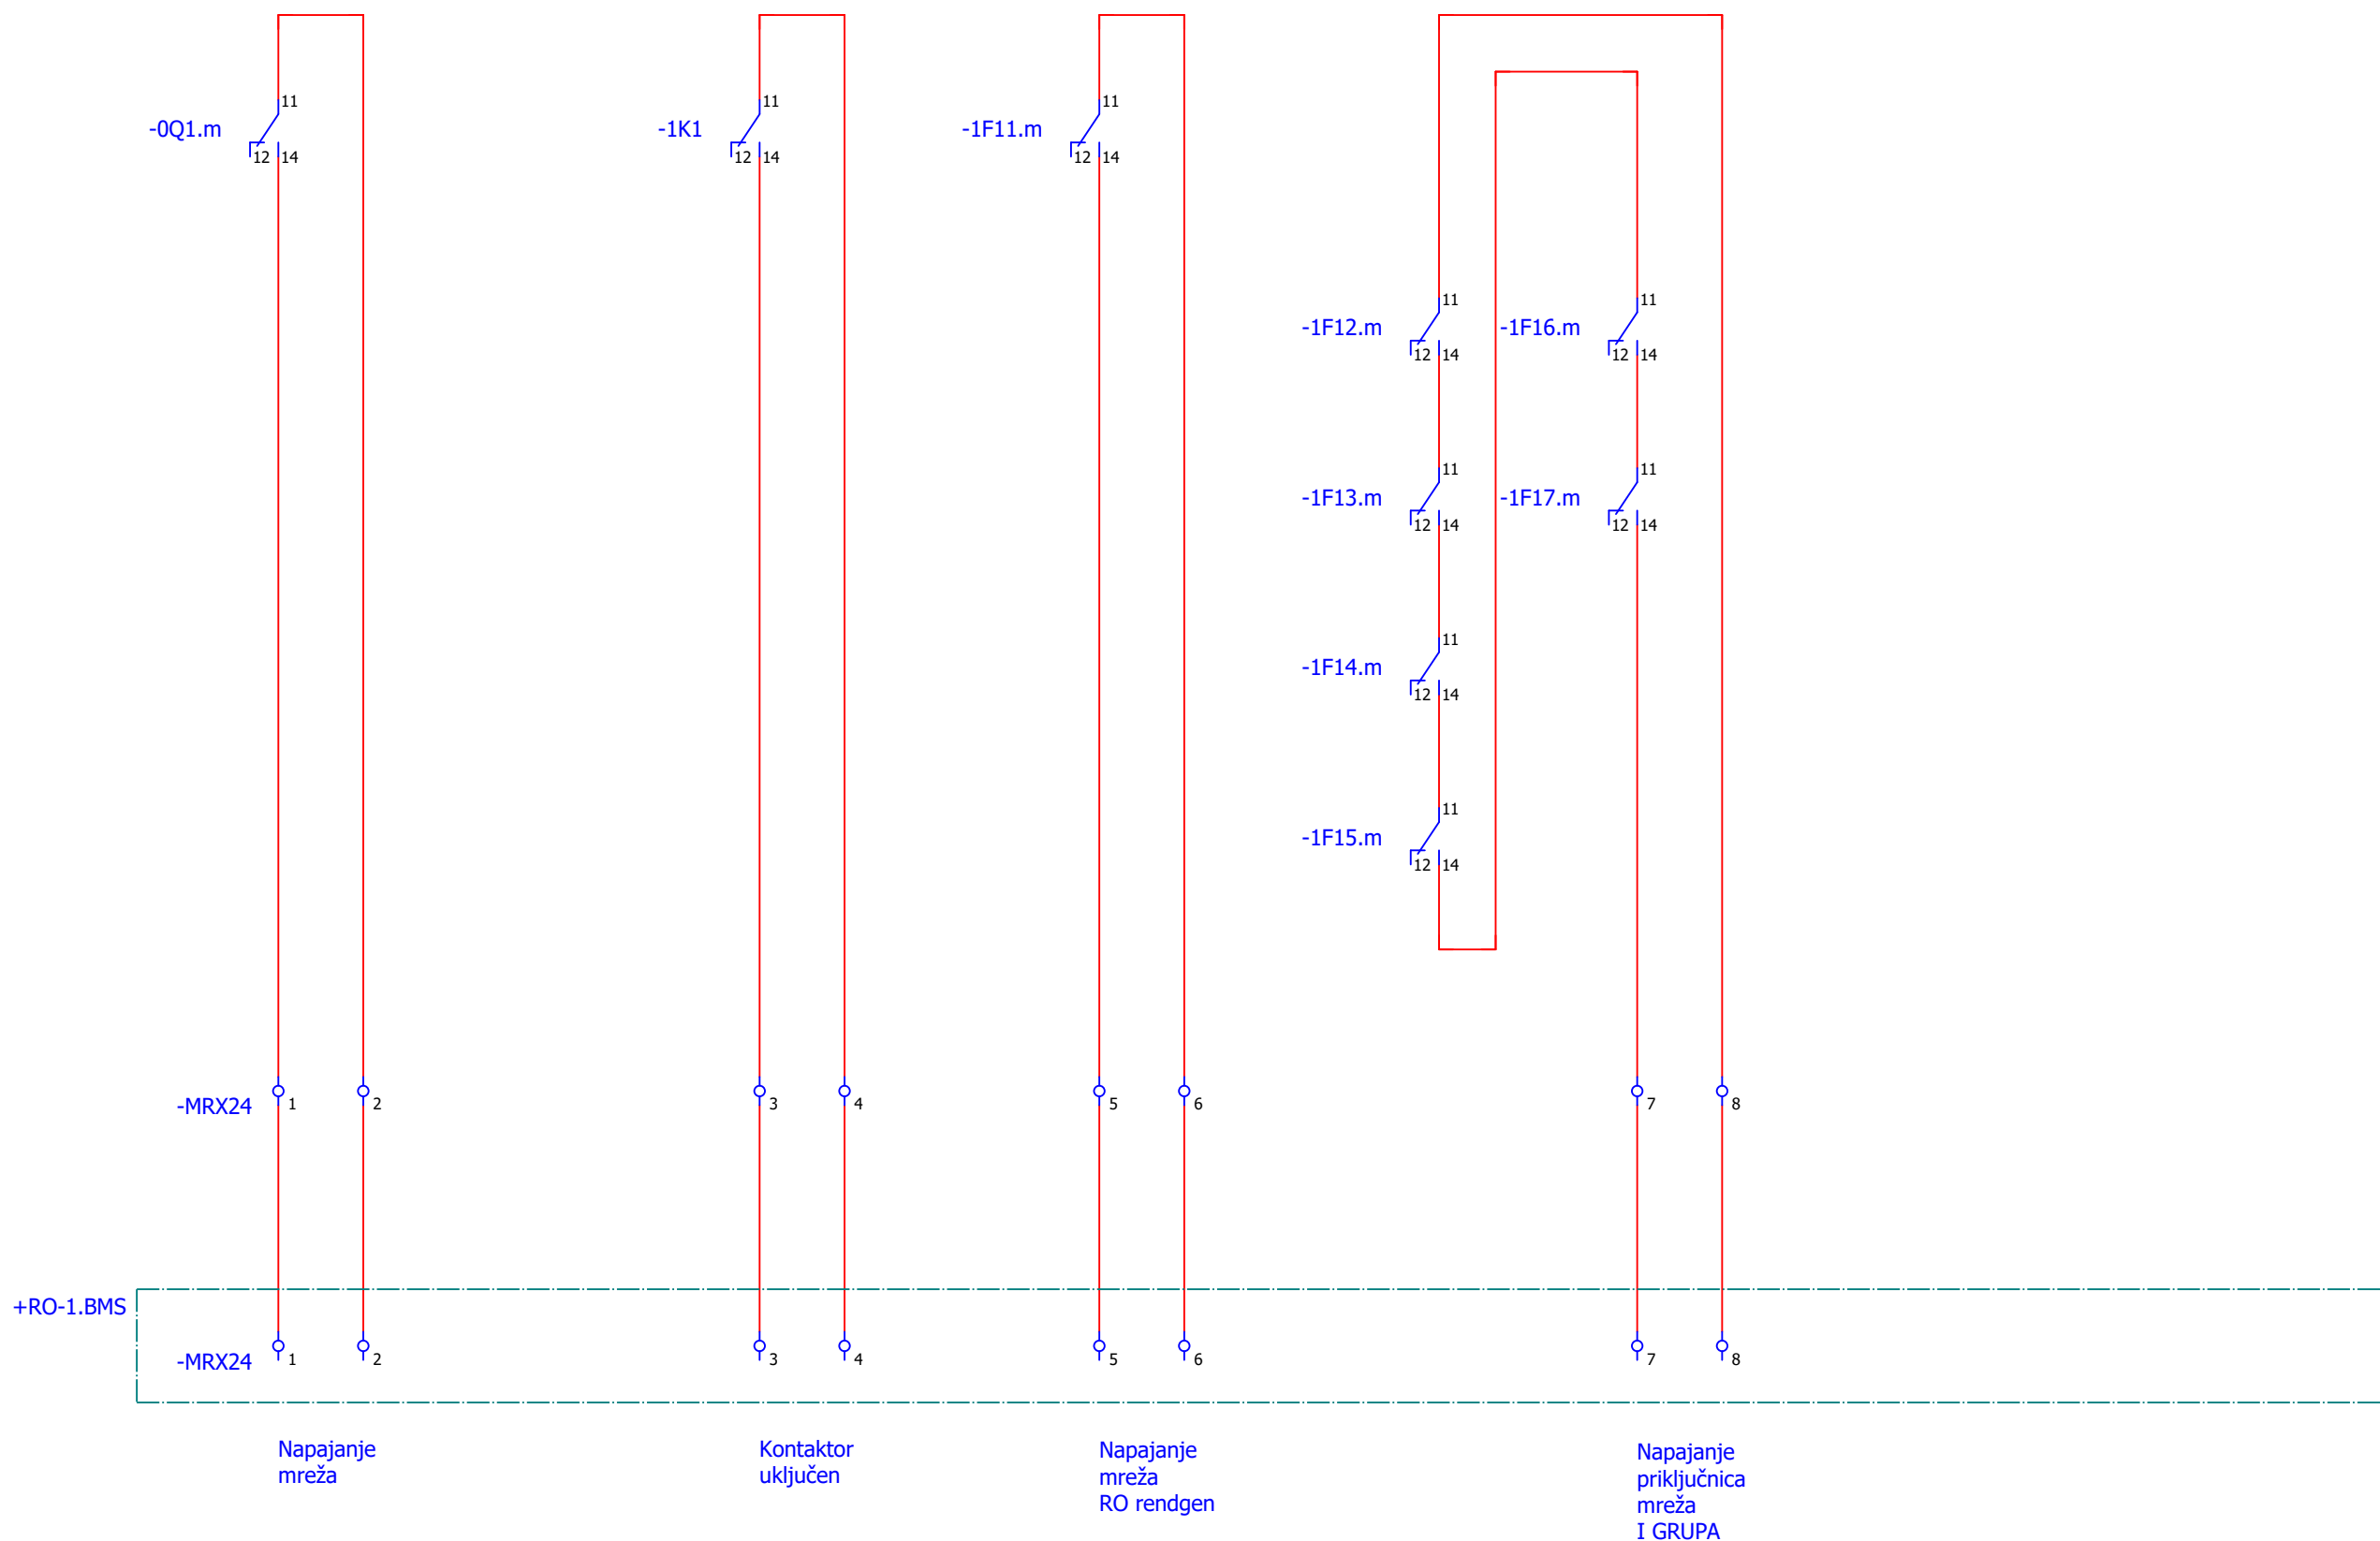 11
11
11
-0Q1.m
-1K1
-1F11.m
12 14
12 14
12 14
11
11
-1F12.m
-1F16.m
12 14
12 14
11
11
-1F13.m
-1F17.m
12 14
12 14
11
-1F14.m
12 14
11
-1F15.m
12 14
-MRX24 1 2 3 4 5 6 7 8
+RO-1.BMS
-MRX24 1 2 3 4 5 6 7 8
Napajanje
mreža
Kontaktor
uključen
Napajanje
mreža
RO rendgen
Napajanje
priključnica
mreža
I GRUPA